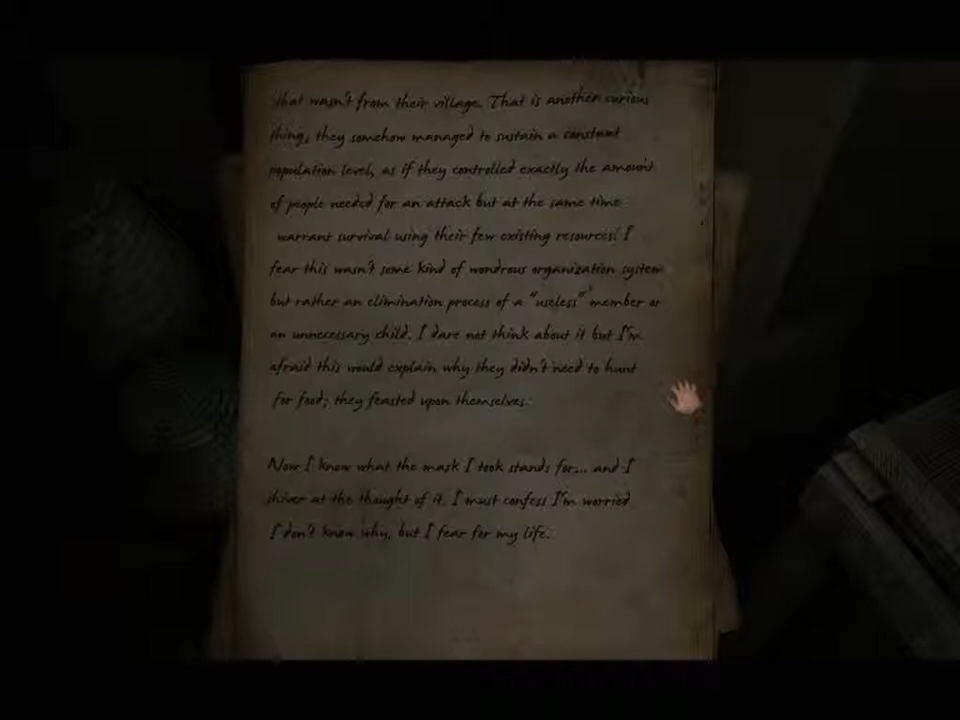 that wasn't from their village. That is another curious
thing, they somehow managed to sustain a constant
population level, as if they controlled exactly the amount
of people needed for an attack but at the same time
warrant survival using their few existing resources. I
fear this wasn't some kind of wondrous organization system
but rather an elimination process of a "useless" member or
an unnecessary child. I dare not think about it but I'm
afraid this would explain why they didn't need to hunt
for food; they feasted upon themselves.
Now I know what the mask I took stands for... and I
shiver at the thought of it. I must confess I'm worried
I don't know why, but I fear for my life.